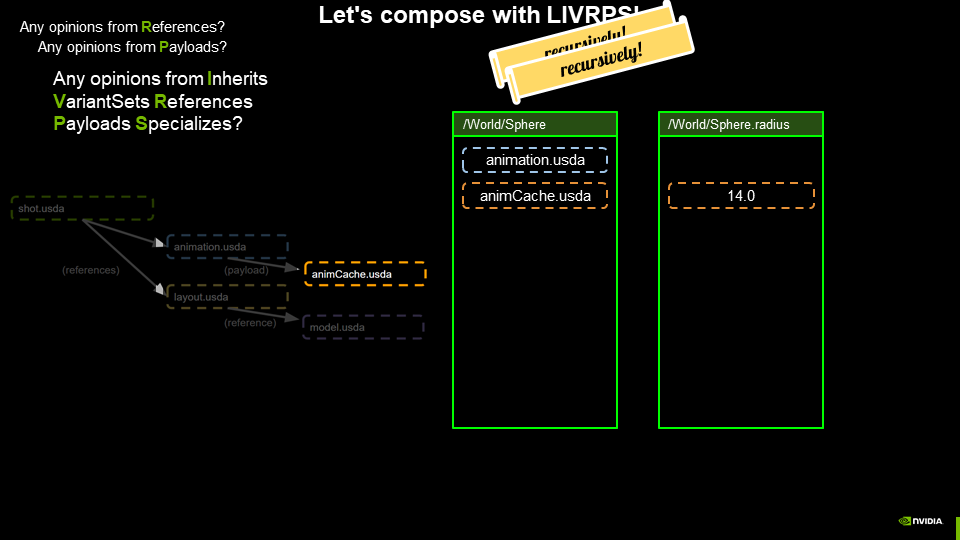 Let's compose with LIVRPS!
Any opinions from References?
Any opinions from Payloads?
recursively!
recursively!
Any opinions from Inherits
VariantSets References
Payloads Specializes?
/World/Sphere
/World/Sphere.radius
animation.usda
animCache.usda
14.0
shot.usda
animation.usda
(references)
(payload)
animCache.usda
layout.usda
(reference)
model.usda
NVIDIA.